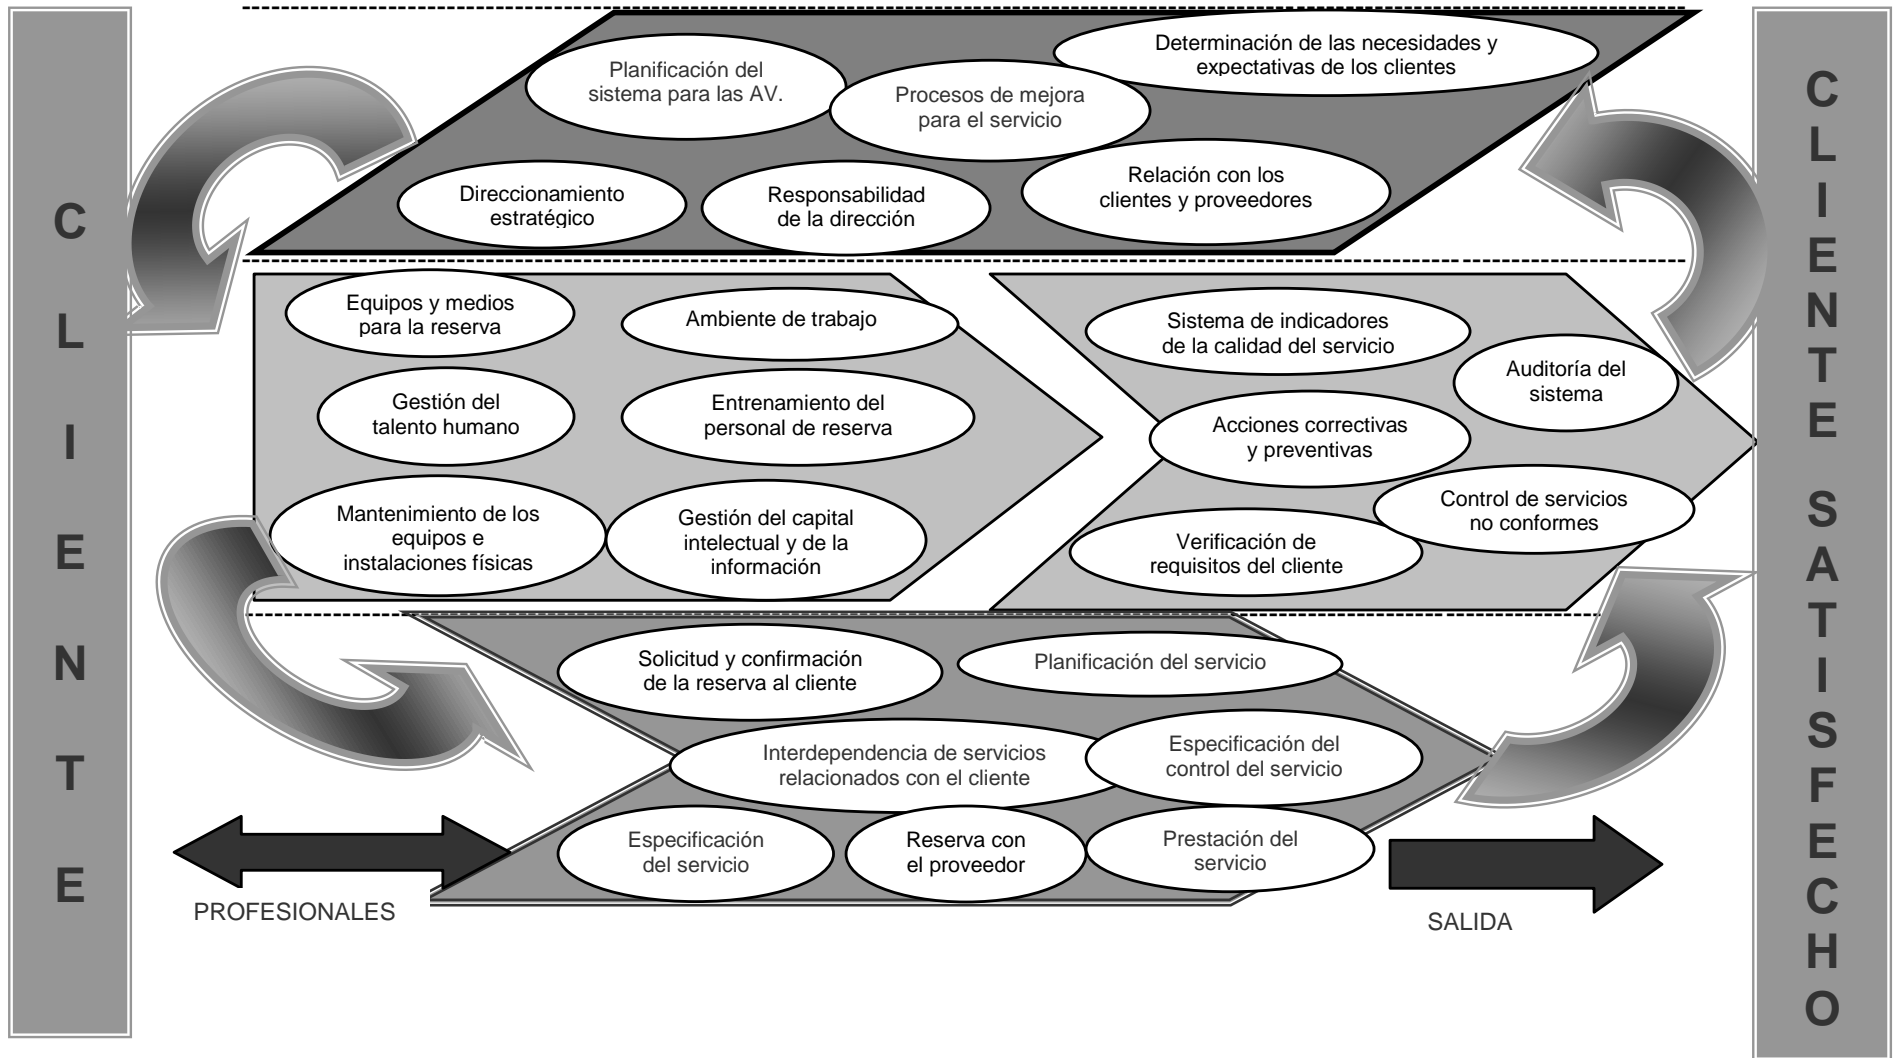 CLIENTE
Planificación del
sistema para las AV.
Procesos de mejora
para el servicio
Determinación de las necesidades y
expectativas de los clientes
Direccionamiento
estratégico
Responsabilidad
de la dirección
Relación con los
clientes y proveedores
Equipos y medios
para la reserva
Ambiente de trabajo
Gestión del
talento humano
Entrenamiento del
personal de reserva
Mantenimiento de los
equipos e
instalaciones físicas
Gestión del capital
intelectual y de la
información
Sistema de indicadores
de la calidad del servicio
Auditoría del
sistema
Acciones correctivas
y preventivas
Control de servicios
no conformes
Verificación de
requisitos del cliente
Solicitud y confirmación
de la reserva al cliente
Planificación del servicio
Interdependencia de servicios
relacionados con el cliente
Especificación del
control del servicio
Especificación
del servicio
Reserva con
el proveedor
Prestación del
servicio
PROFESIONALES
SALIDA
CLIENTE SATISFECHO